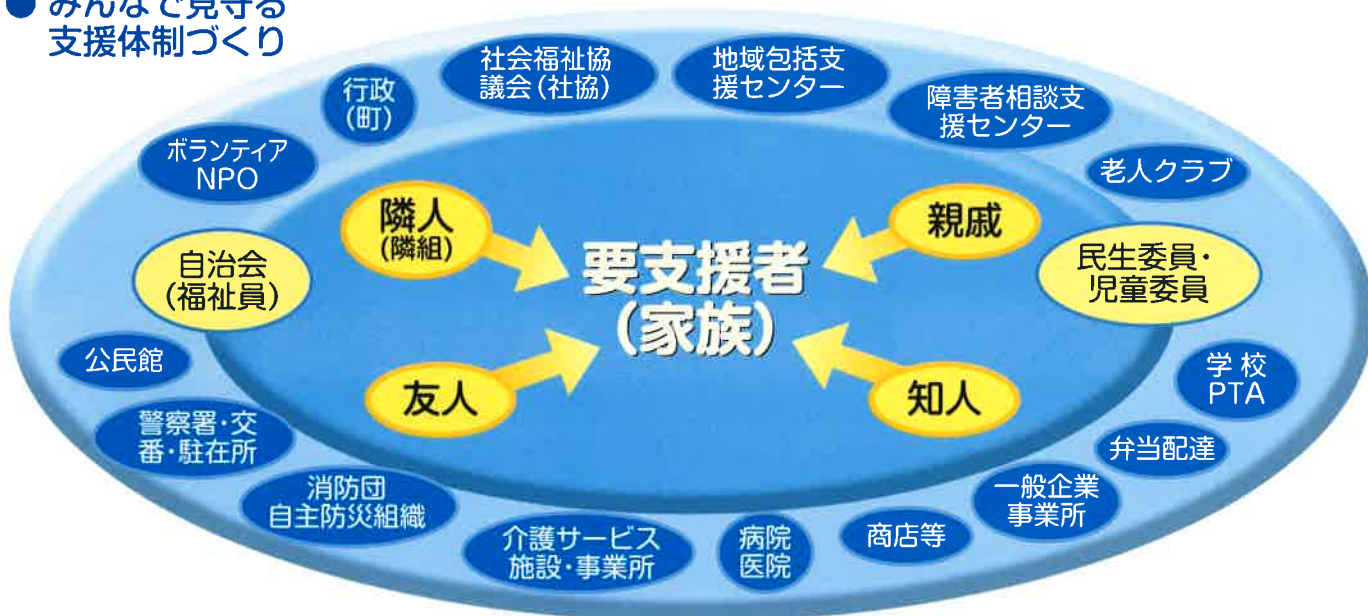 ● みんなで見守る
支援体制づくり
社会福祉協
議会(社協)
地域包括支
援センター
行政
(町)
障害者相談支
援センター
ボランティア
NPO
老人クラブ
隣人
(隣組)
親戚
自治会
(福祉員)
要支援者
(家族)
民生委員・
児童委員
公民館
学校
PTA
友人
知人
警察署・交
番・駐在所
弁当配達
消防団
自主防災組織
一般企業
事業所
介護サービス
施設・事業所
病院
医院
商店等